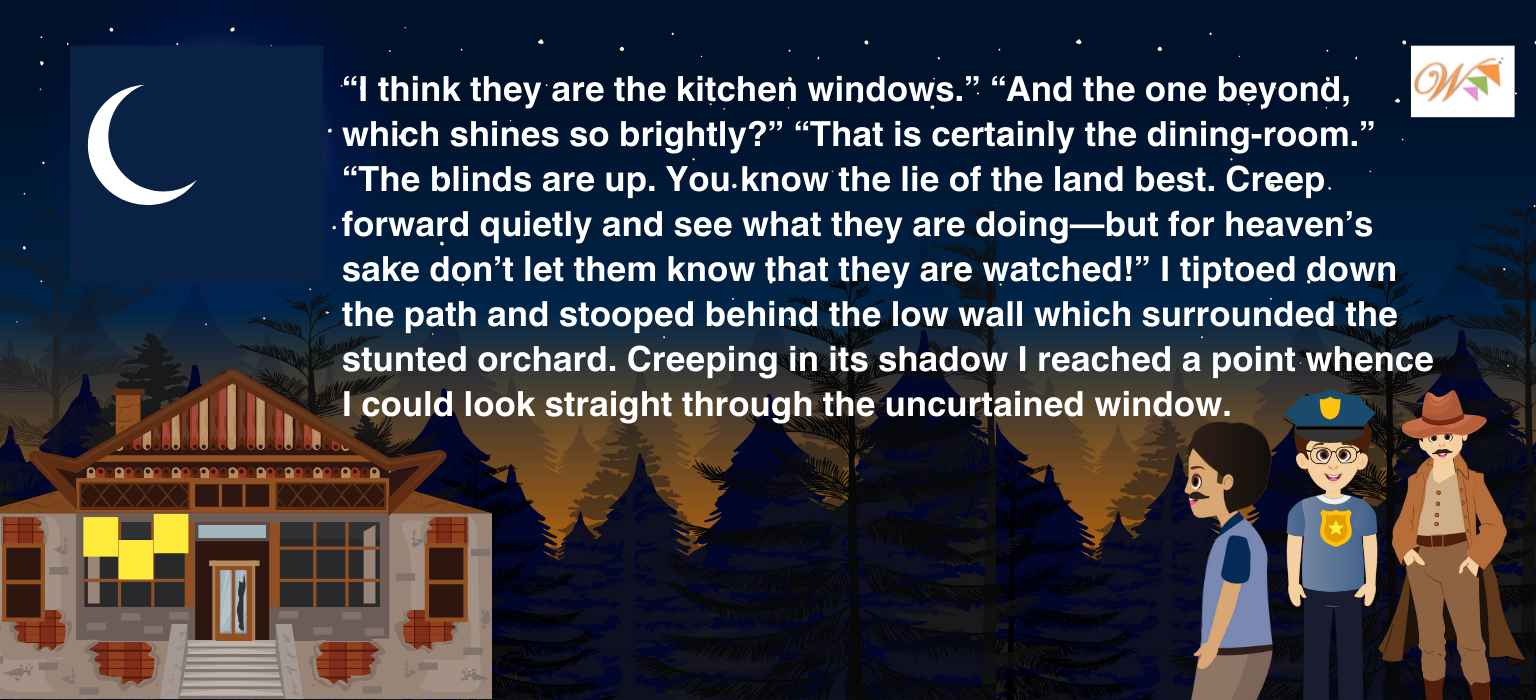 “I think they are the kitchen windows.” “And the one beyond,
which shines so brightly?” “That is certainly the dining-room.”
“The blinds are up. You know the lie of the land best. Creep
forward quietly and see what they are doing—but for heaven’s
sake don’t let them know that they are watched!” I tiptoed down
the path and stooped behind the low wall which surrounded the
stunted orchard. Creeping in its shadow I reached a point whence
I could look straight through the uncurtained window.
W